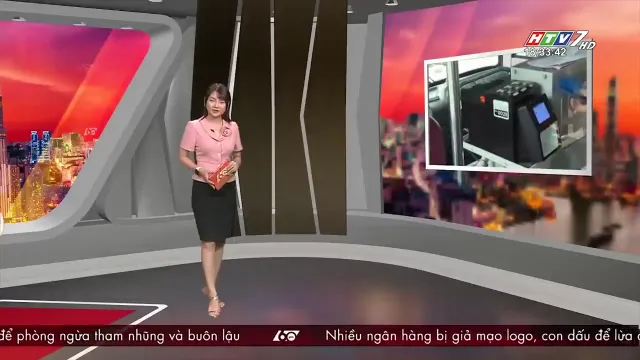 HTV7 HD
18:33:42
để phòng ngừa tham nhũng và buôn lậu 60 Nhiều ngân hàng bị giả mạo logo, con dấu để lừa